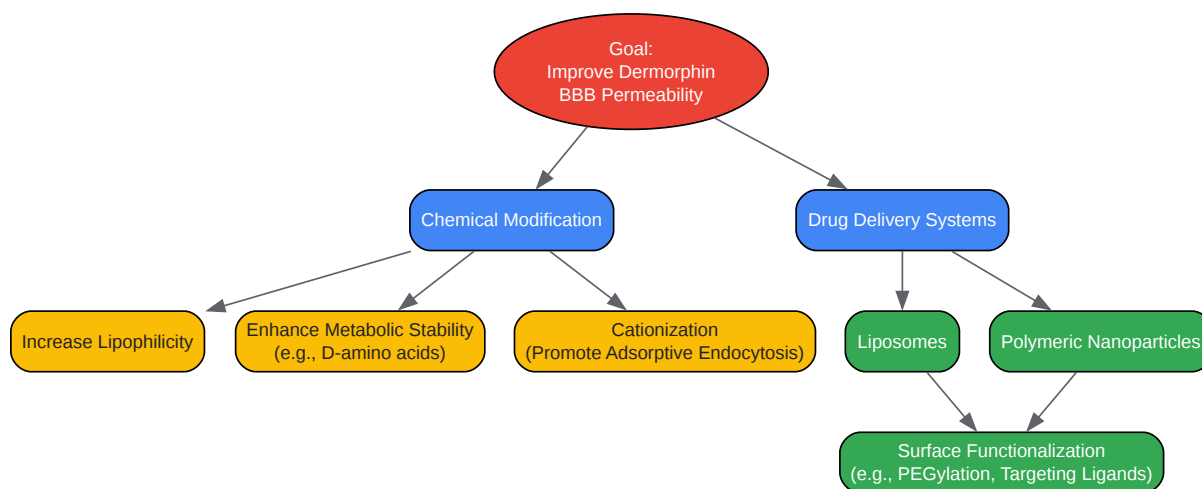 Goal:
Improve Dermorphin
BBB Permeability
Chemical Modification
Drug Delivery Systems
Increase Lipophilicity
Enhance Metabolic Stability
(e.g., D-amino acids)
Cationization
(Promote Adsorptive Endocytosis)
Liposomes
Polymeric Nanoparticles
Surface Functionalization
(e.g., PEGylation, Targeting Ligands)